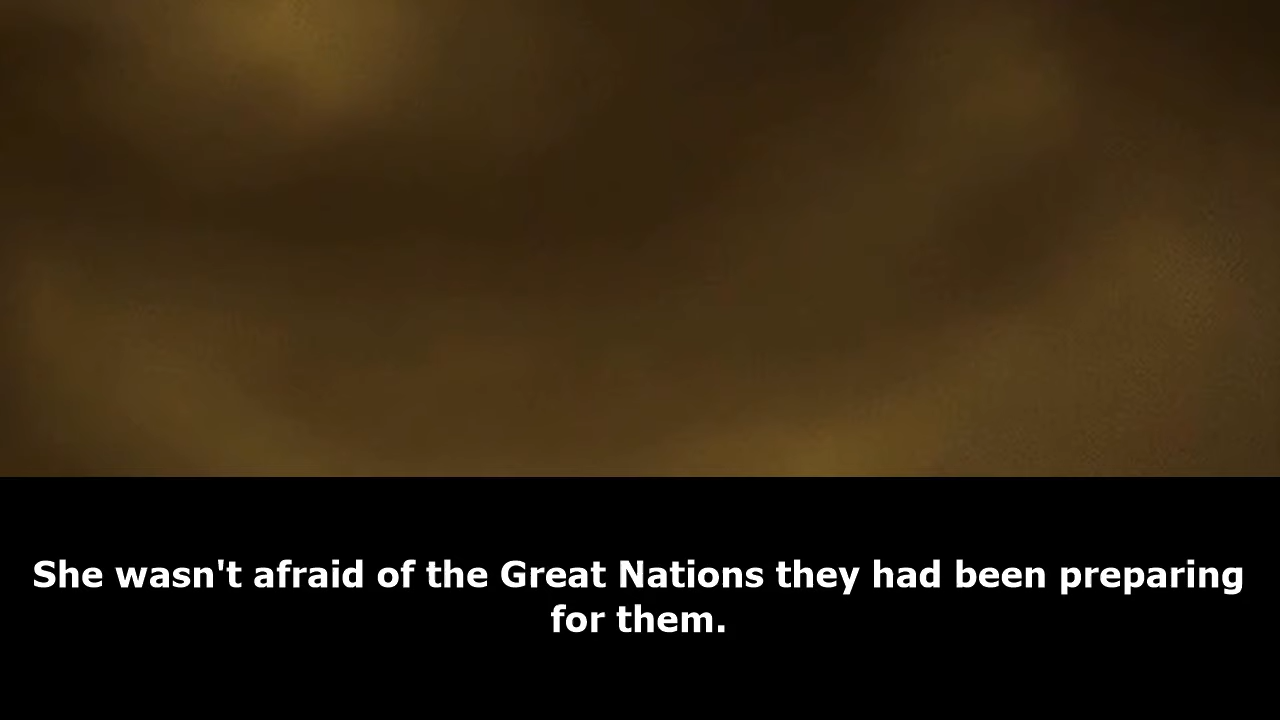 She wasn't afraid of the Great Nations they had been preparing
for them.